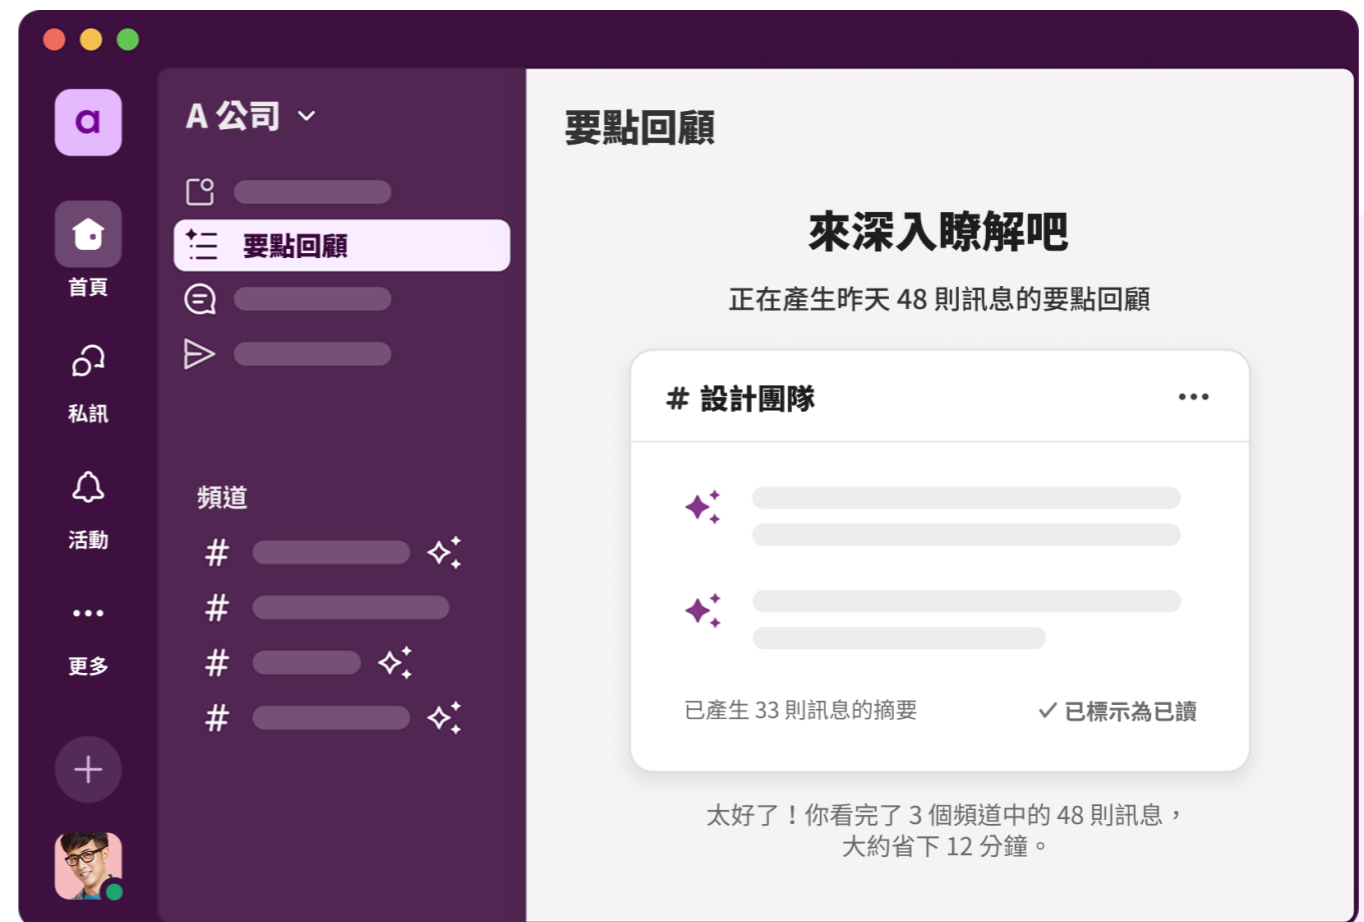 a
A 公司
要點回顧
首頁
私訊
活動
更多
頻道
#
#
#
#
要點回顧
來深入瞭解吧
正在產生昨天 48 則訊息的要點回顧
# 設計團隊
已產生 33 則訊息的摘要
已標示為已讀
太好了！你看完了 3 個頻道中的 48 則訊息，
大約省下 12 分鐘。